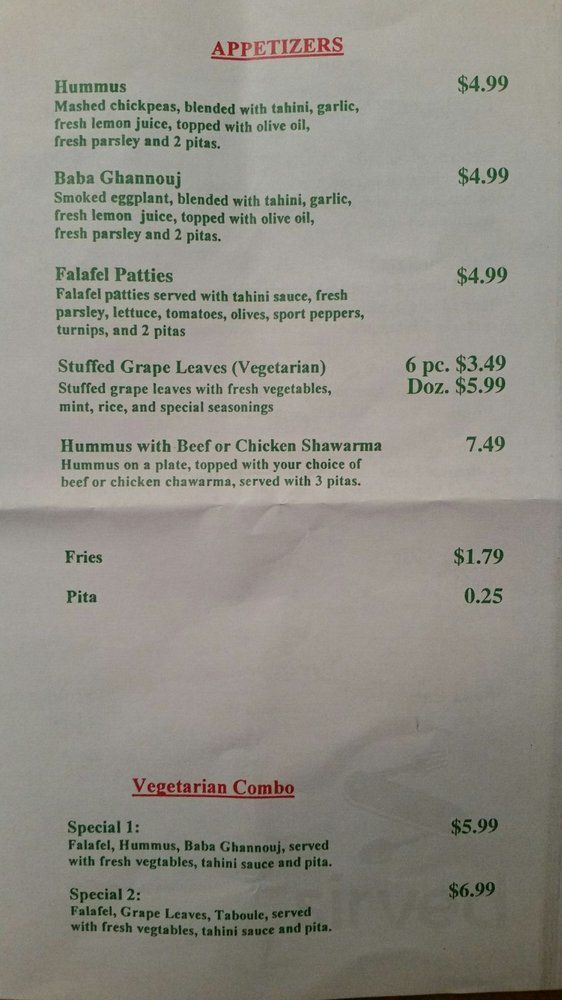 APPETIZERS
Hummus $4.99
Mashed chickpeas, blended with tahini, garlic,
fresh lemon juice, topped with olive oil,
fresh parsley and 2 pitas.
Baba Ghannouj $4.99
Smoked eggplant, blended with tahini, garlic,
fresh lemon juice, topped with olive oil,
fresh parsley and 2 pitas.
Falafel Patties $4.99
Falafel patties served with tahini sauce, fresh
parsley, lettuce, tomatoes, olives, sport peppers,
turnips, and 2 pitas
Stuffed Grape Leaves (Vegetarian) 6 pc. $3.49
Stuffed grape leaves with fresh vegetables, Doz. $5.99
mint, rice, and special seasonings
Hummus with Beef or Chicken Shawarma 7.49
Hummus on a plate, topped with your choice of
beef or chicken chawarma, served with 3 pitas.
Fries $1.79
Pita 0.25
Vegetarian Combo
Special 1: $5.99
Falafel, Hummus, Baba Ghannouj, served
with fresh vegtables, tahini sauce and pita.
Special 2: $6.99
Falafel, Grape Leaves, Taboule, served
with fresh vegtables, tahini sauce and pita.